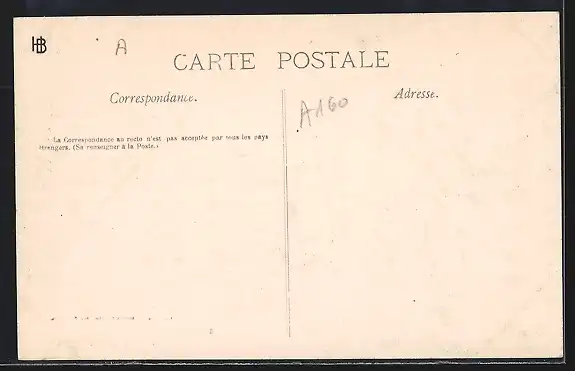 HB
A
CARTE POSTALE
Correspondance.
Adresse.
A160
La Correspondance au recto n'est pas acceptée par tous les pays
étrangers. (Se renseigner à la Poste.)